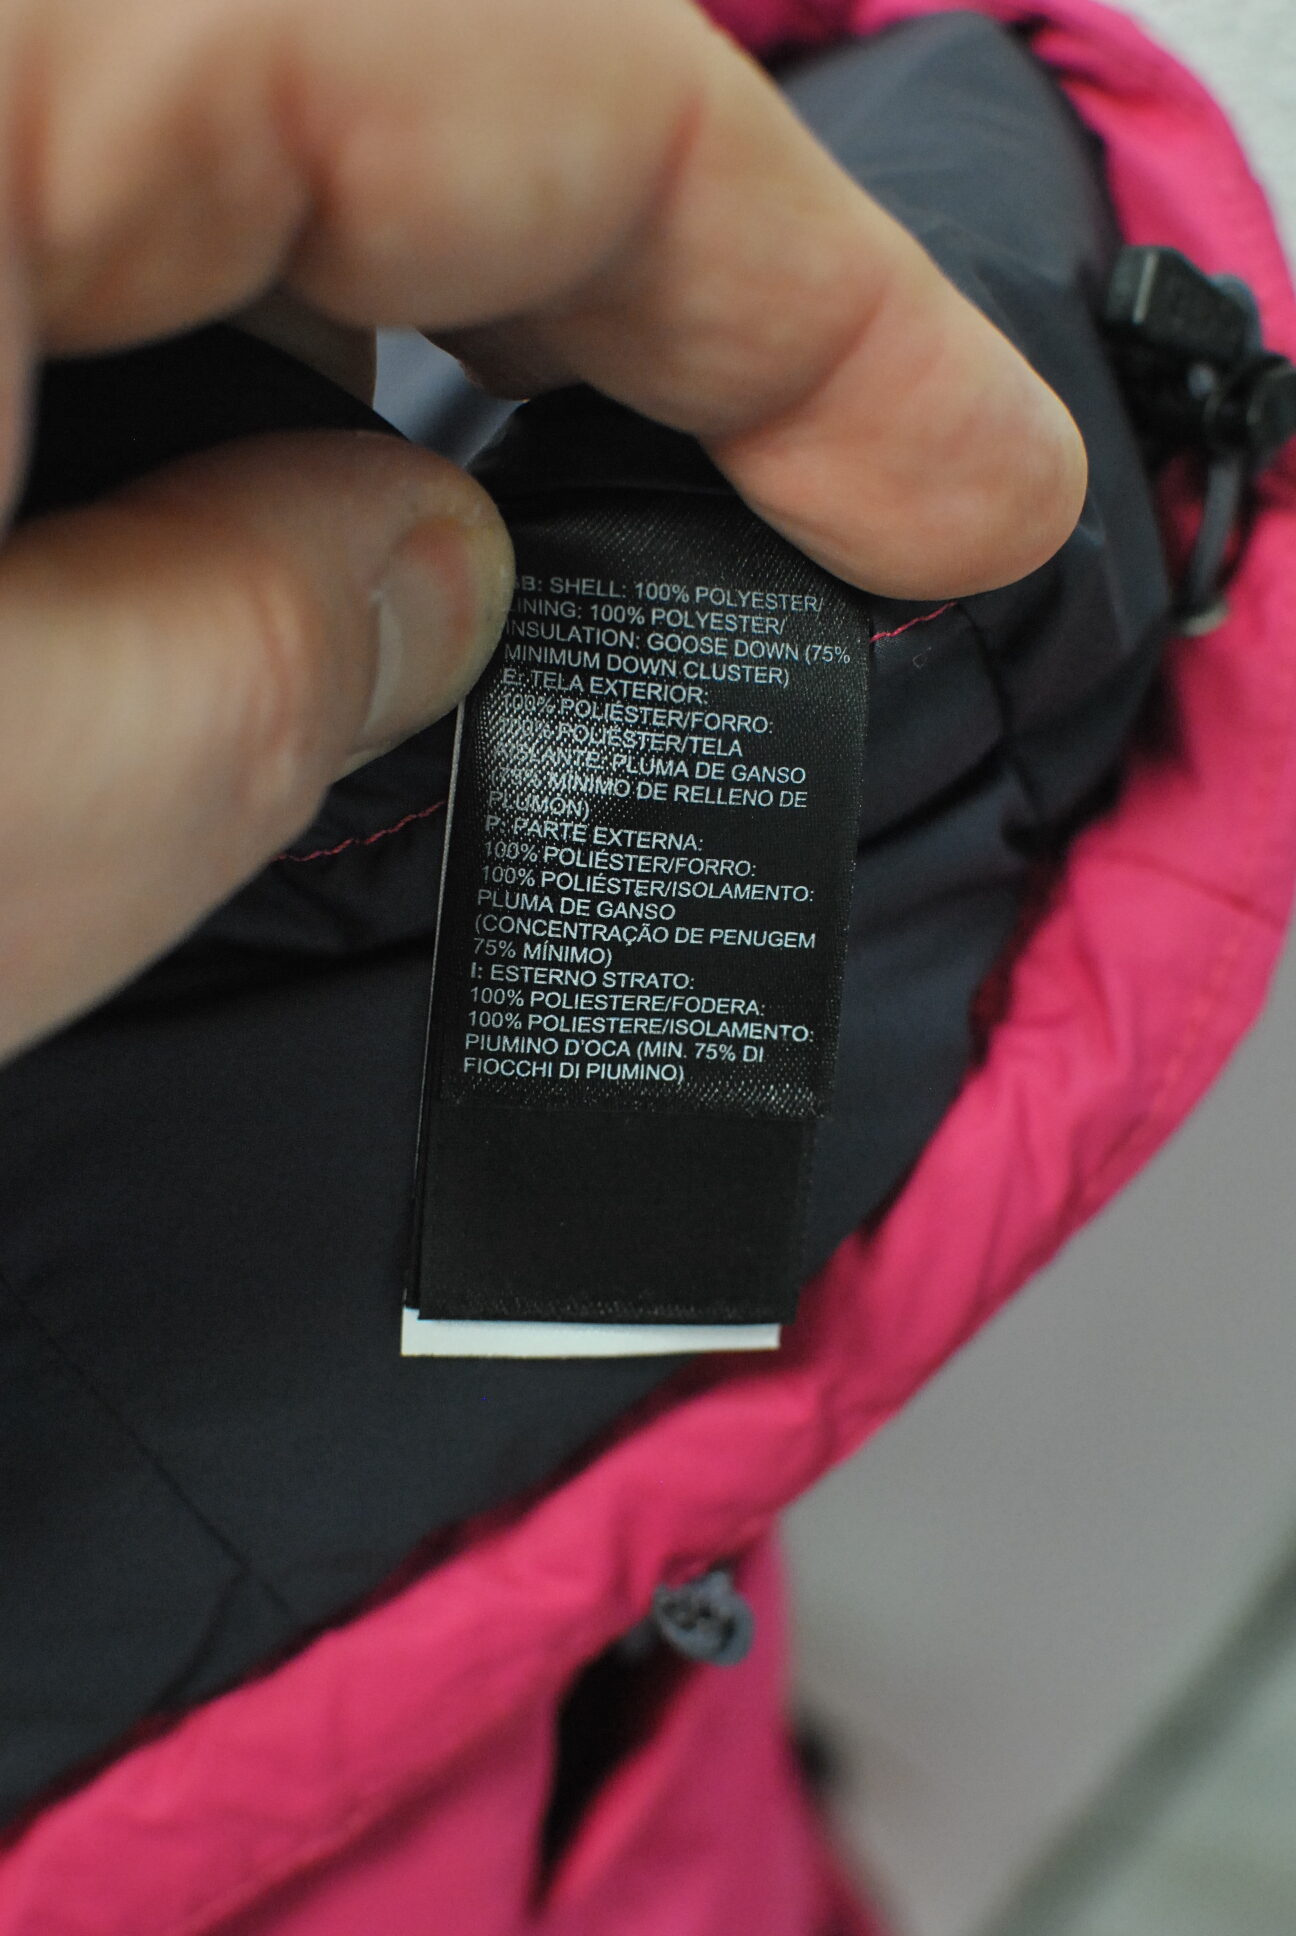 GB: SHELL: 100% POLYESTER/
LINING: 100% POLYESTER/
INSULATION: GOOSE DOWN (75%
MINIMUM DOWN CLUSTER)
E: TELA EXTERIOR:
100% POLIÉSTER/FORRO:
100% POLIÉSTER/TELA
AISLANTE: PLUMA DE GANSO
(75% MÍNIMO DE RELLENO DE
PLUMÓN)
P: PARTE EXTERNA:
100% POLIÉSTER/FORRO:
100% POLIÉSTER/ISOLAMENTO:
PLUMA DE GANSO
(CONCENTRAÇÃO DE PENUGEM
75% MÍNIMO)
I: ESTERNO STRATO:
100% POLIESTERE/FODERA:
100% POLIESTERE/ISOLAMENTO:
PIUMINO D'OCA (MIN. 75% DI
FIOCCHI DI PIUMINO)